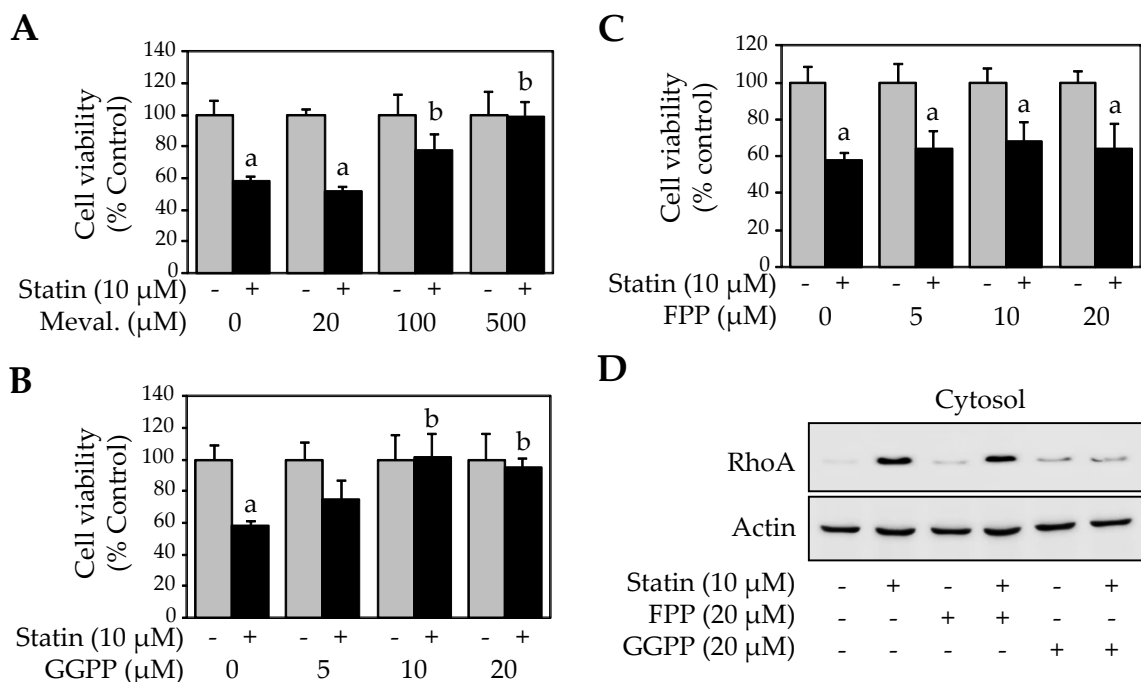 A
140
120
100
80
60
40
20
0
Cell viability
(% Control)
a
a
b
b
Statin (10 µM) - + - + - + - +
Meval. (µM) 0 20 100 500
B
140
120
100
80
60
40
20
0
Cell viability
(% Control)
a
b
b
Statin (10 µM) - + - + - + - +
GGPP (µM) 0 5 10 20
C
120
100
80
60
40
20
0
Cell viability
(% control)
a
a
a
a
Statin (10 µM) - + - + - + - +
FPP (µM) 0 5 10 20
D
Cytosol
RhoA
Actin
Statin (10 µM) - + - + - +
FPP (20 µM) - - + + - -
GGPP (20 µM) - - - - + +